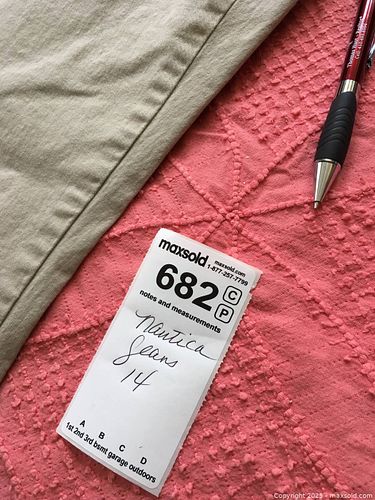 maxsold
maxsold.com
1-877-257-7799
682
C
P
notes and measurements
Nautica
Jeans
14
A B C D
1st 2nd 3rd bsmt garage outdoors
Copyright 2023 - maxsold.com